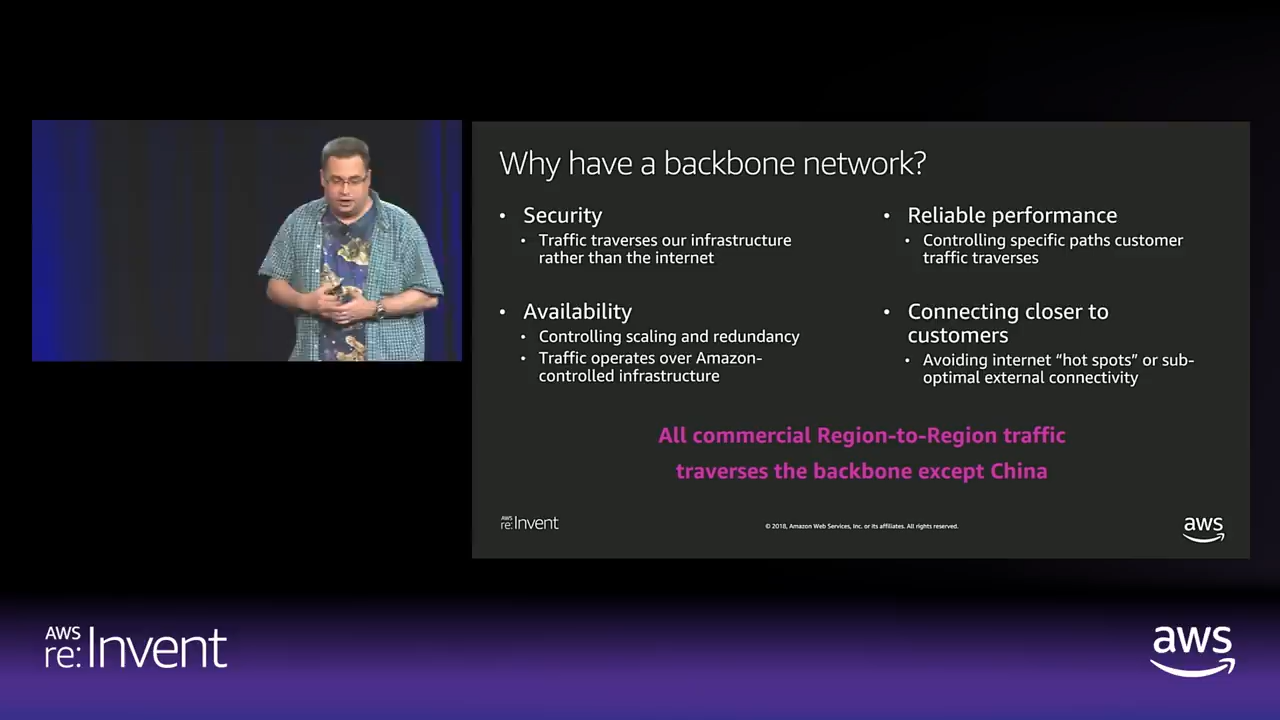 Why have a backbone network?
• Security
• Traffic traverses our infrastructure
rather than the internet
• Availability
• Controlling scaling and redundancy
• Traffic operates over Amazon-
controlled infrastructure
• Reliable performance
• Controlling specific paths customer
traffic traverses
• Connecting closer to
customers
• Avoiding internet “hot spots” or sub-
optimal external connectivity
All commercial Region-to-Region traffic
traverses the backbone except China
AWS
re:Invent
© 2018, Amazon Web Services, Inc. or its affiliates. All rights reserved.
aws
AWS
re:Invent
aws